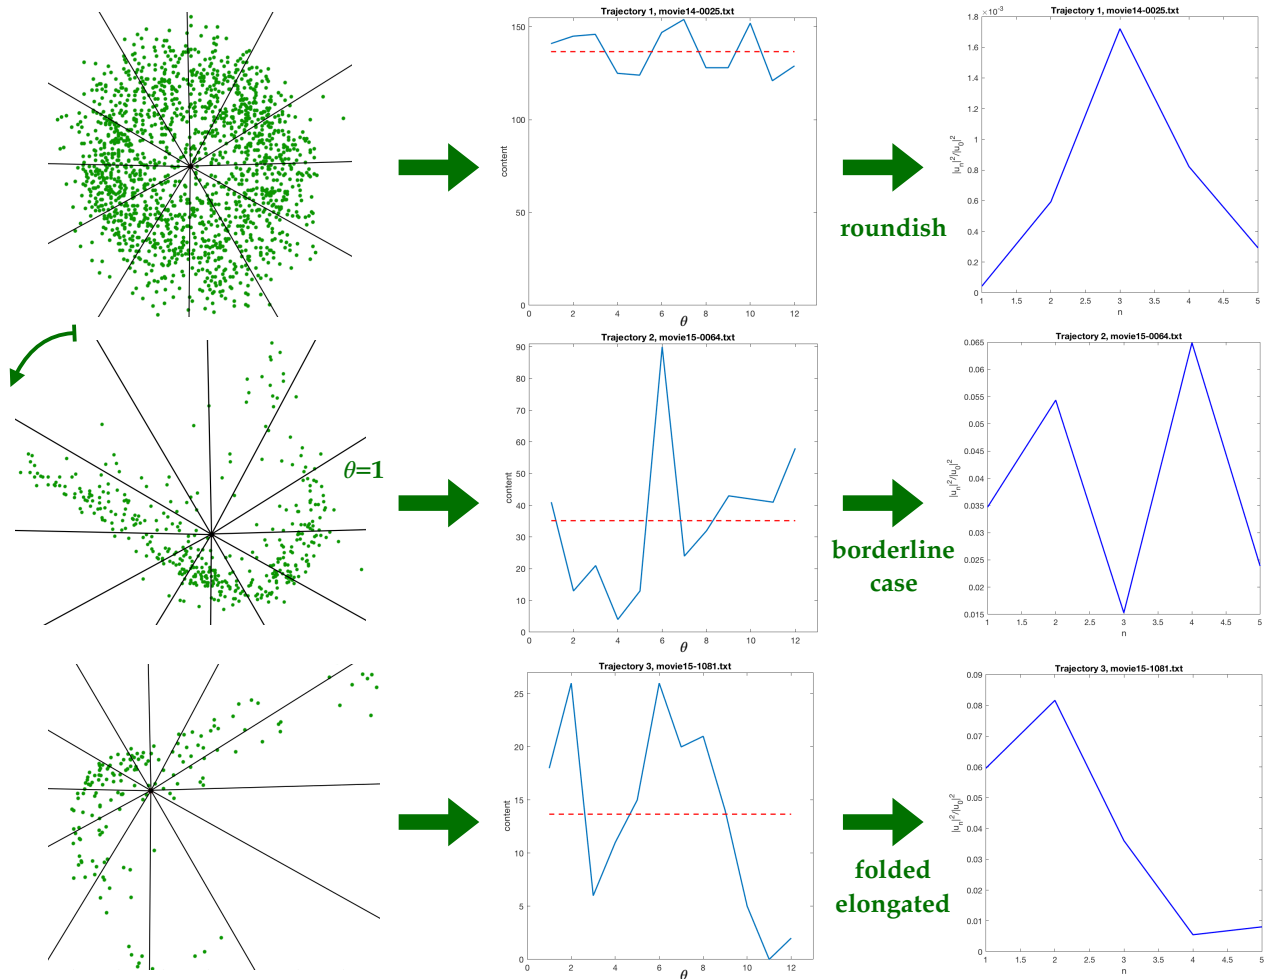 Trajectory 1, movie14-0025.txt
150
100
50
0
content
0 2 4 6 8 10 12
θ
roundish
×10⁻³
Trajectory 1, movie14-0025.txt
1.8
1.6
1.4
1.2
1
0.8
0.6
0.4
0.2
0
|uₙ|²/|u₀|²
1 1.5 2 2.5 3 3.5 4 4.5 5
n
θ=1
Trajectory 2, movie15-0064.txt
90
80
70
60
50
40
30
20
10
0
content
0 2 4 6 8 10 12
θ
borderline
case
Trajectory 2, movie15-0064.txt
0.065
0.06
0.055
0.05
0.045
0.04
0.035
0.03
0.025
0.02
0.015
|uₙ|²/|u₀|²
1 1.5 2 2.5 3 3.5 4 4.5 5
n
Trajectory 3, movie15-1081.txt
25
20
15
10
5
0
content
0 2 4 6 8 10 12
θ
folded
elongated
Trajectory 3, movie15-1081.txt
0.09
0.08
0.07
0.06
0.05
0.04
0.03
0.02
0.01
0
|uₙ|²/|u₀|²
1 1.5 2 2.5 3 3.5 4 4.5 5
n